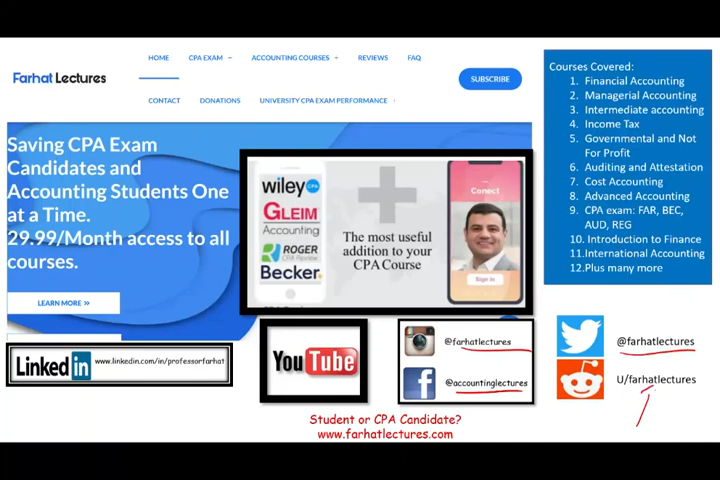 HOME
CPA EXAM
ACCOUNTING COURSES
REVIEWS
FAQ
Farhat Lectures
SUBSCRIBE
CONTACT
DONATIONS
UNIVERSITY CPA EXAM PERFORMANCE
Saving CPA Exam
Candidates and
Accounting Students One
at a Time.
29.99/Month access to all
courses.
LEARN MORE »
wiley CPA
GLEIM
Accounting
ROGER
CPA Review
Becker.
The most useful
addition to your
CPA Course
Conect
Sign in
Courses Covered:
1. Financial Accounting
2. Managerial Accounting
3. Intermediate accounting
4. Income Tax
5. Governmental and Not
For Profit
6. Auditing and Attestation
7. Cost Accounting
8. Advanced Accounting
9. CPA exam: FAR, BEC,
AUD, REG
10. Introduction to Finance
11.International Accounting
12.Plus many more
Linked in
www.linkedin.com/in/professorfarhat
YouTube
@farhatlectures
@accountinglectures
@farhatlectures
U/farhatlectures
Student or CPA Candidate?
www.farhatlectures.com